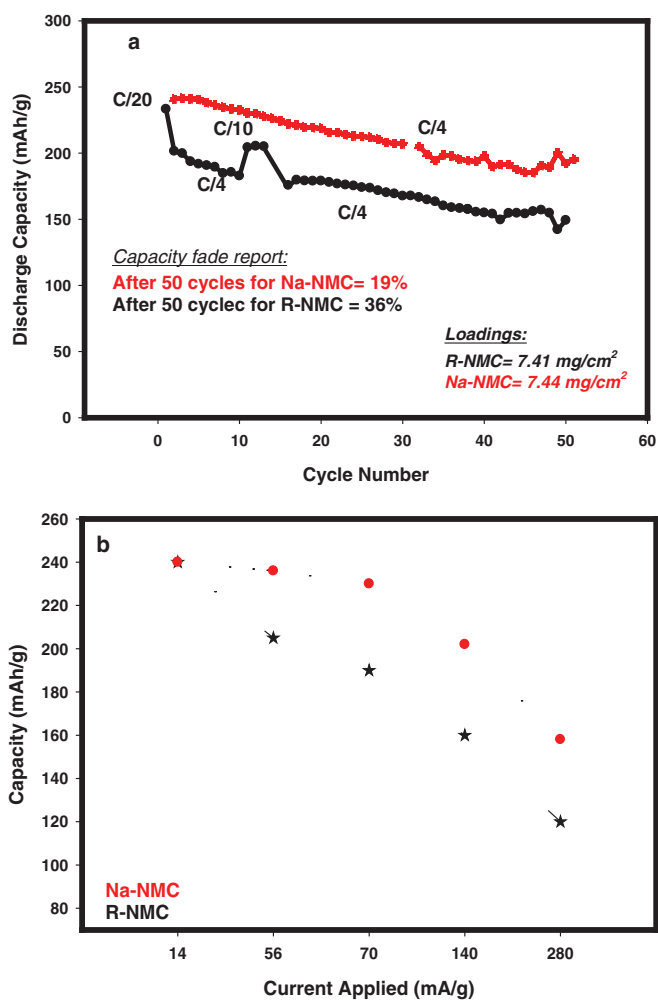 a
300
250
200
150
100
50
0
Discharge Capacity (mAh/g)
C/20
C/10
C/4
C/4
C/4
Capacity fade report:
After 50 cycles for Na-NMC= 19%
After 50 cyclec for R-NMC = 36%
Loadings:
R-NMC= 7.41 mg/cm²
Na-NMC= 7.44 mg/cm²
0 10 20 30 40 50 60
Cycle Number
b
260
240
220
200
180
160
140
120
100
80
Capacity (mAh/g)
Na-NMC
R-NMC
14 56 70 140 280
Current Applied (mA/g)